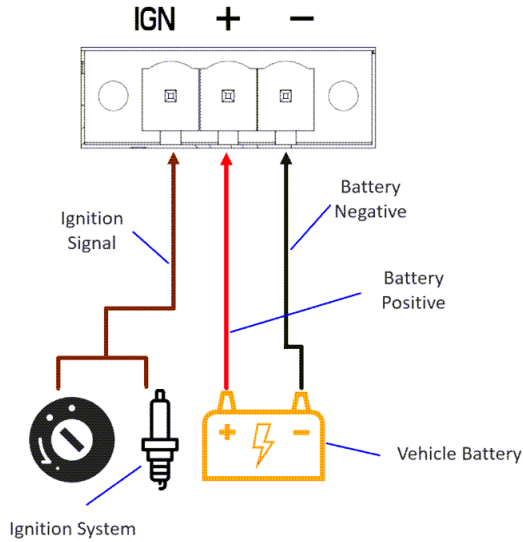 IGN + −
Ignition
Signal
Battery
Negative
Battery
Positive
+ −
Vehicle Battery
Ignition System